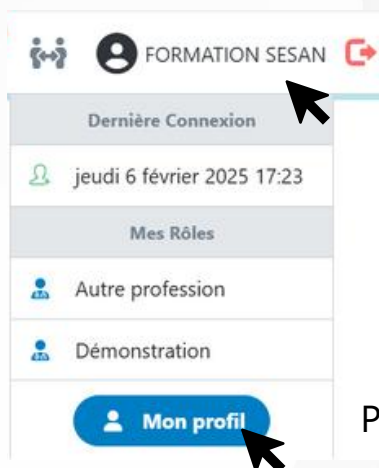 FORMATION SESAN
Dernière Connexion
jeudi 6 février 2025 17:23
Mes Rôles
Autre profession
Démonstration
Mon profil
P